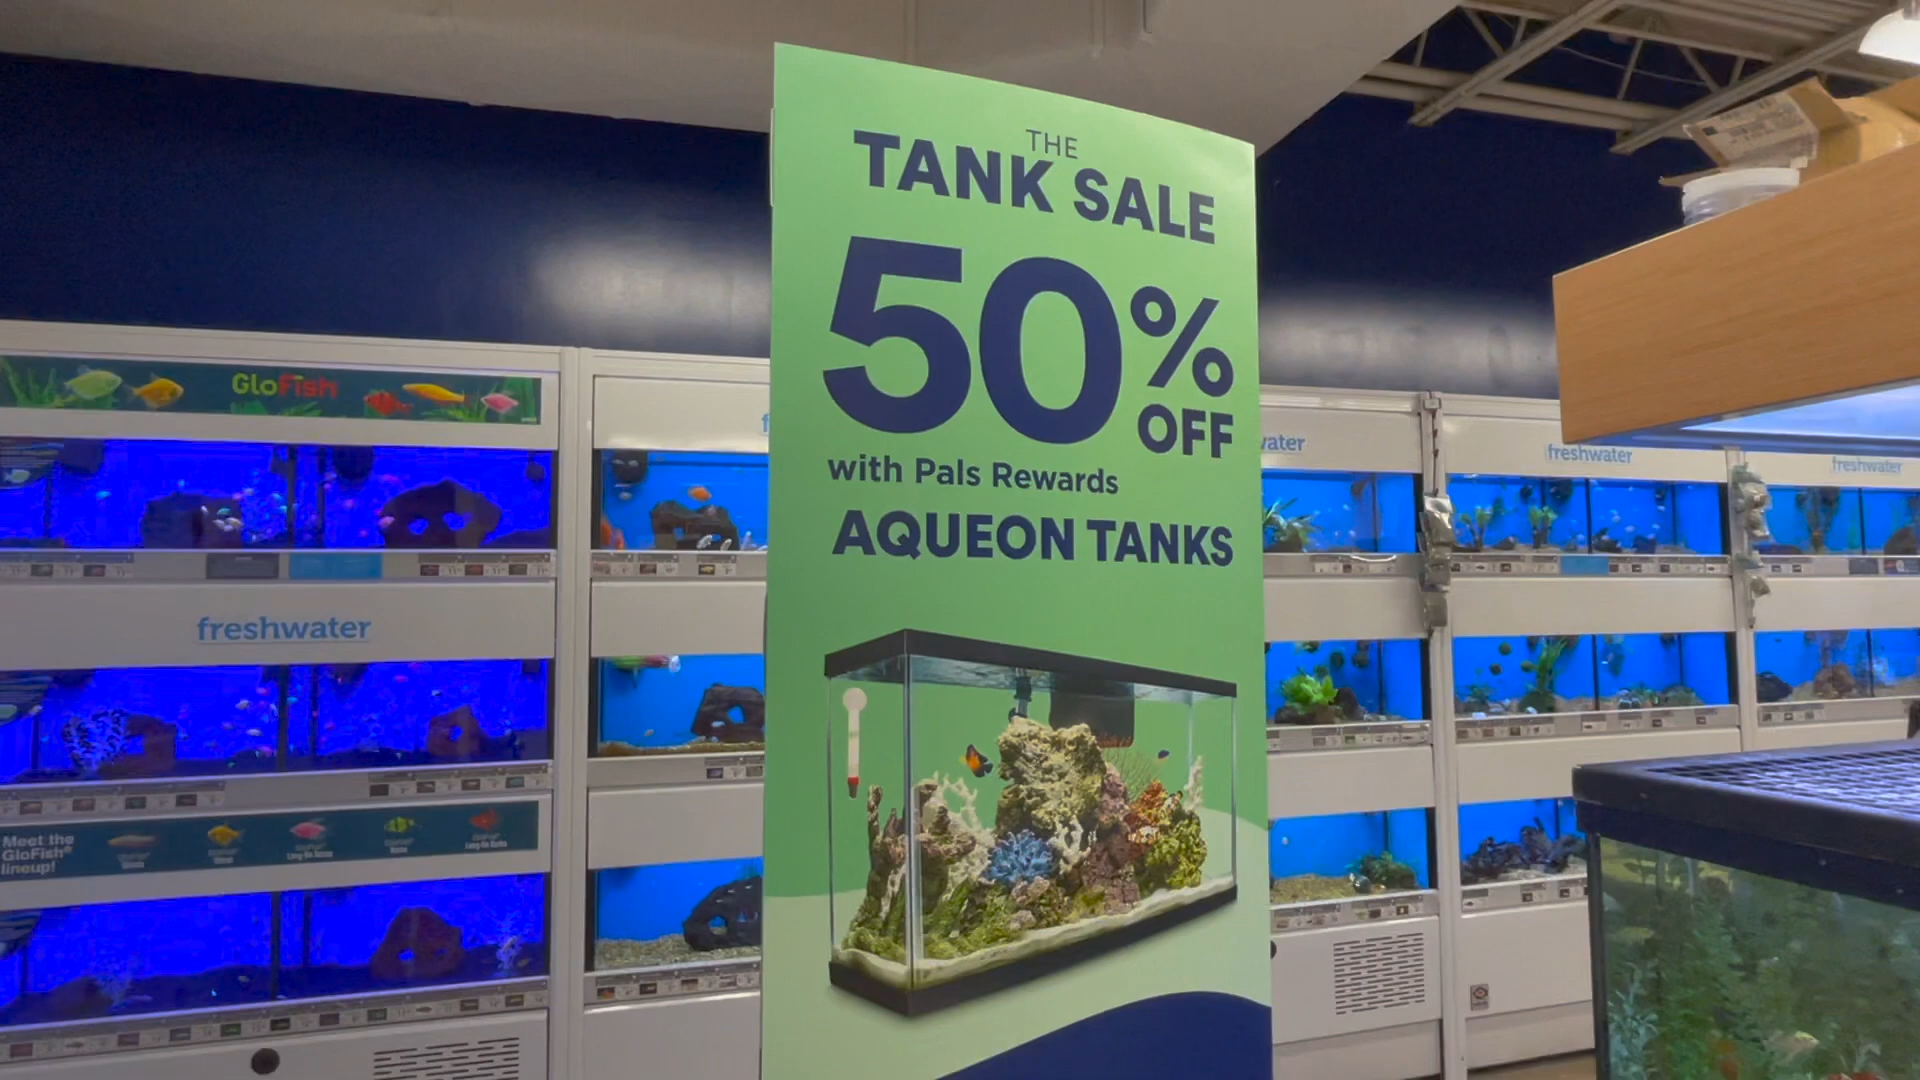 THE
TANK SALE
50%
OFF
with Pals Rewards
AQUEON TANKS
GloFish
freshwater
Meet the
GloFish®
lineup!
water
freshwater
freshwater